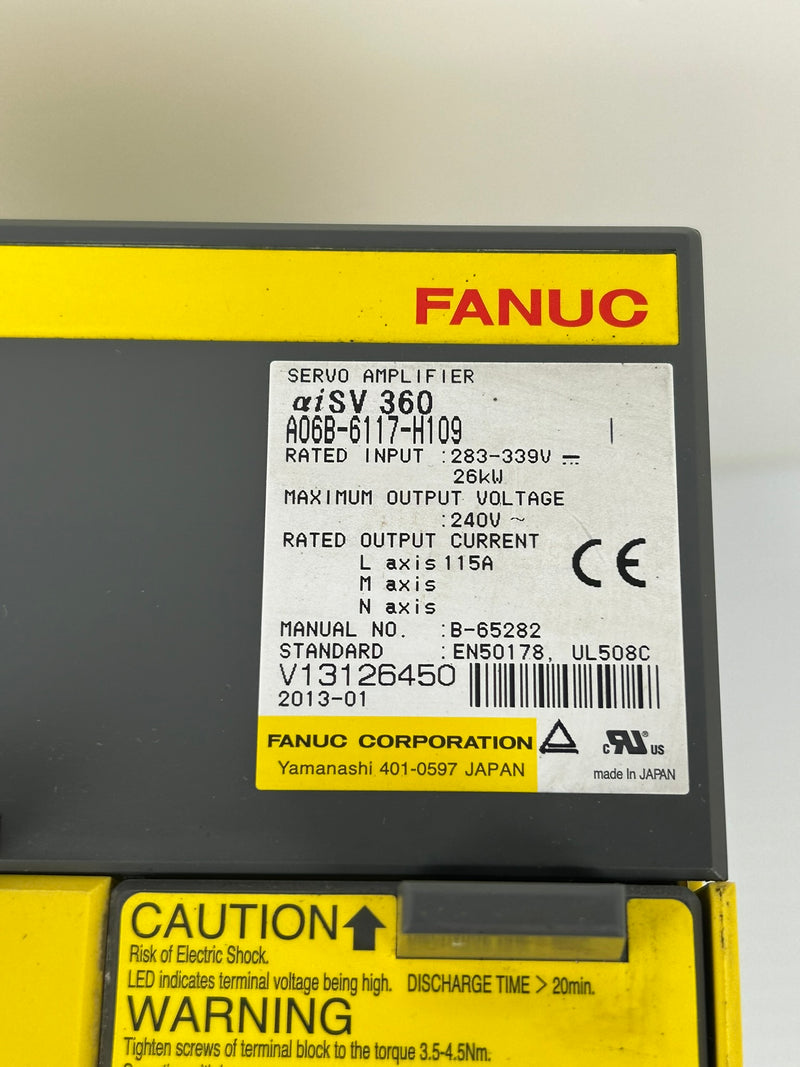 FANUC
SERVO AMPLIFIER
αiSV 360
A06B-6117-H109
RATED INPUT :283-339V ⎓
26kW
MAXIMUM OUTPUT VOLTAGE
:240V ~
RATED OUTPUT CURRENT
L axis 115A
M axis
N axis
CE
MANUAL NO. :B-65282
STANDARD :EN50178, UL508C
V13126450
2013-01
FANUC CORPORATION
Yamanashi 401-0597 JAPAN
c RU US
made In JAPAN
CAUTION
Risk of Electric Shock.
LED indicates terminal voltage being high. DISCHARGE TIME > 20min.
WARNING
Tighten screws of terminal block to the torque 3.5-4.5Nm.